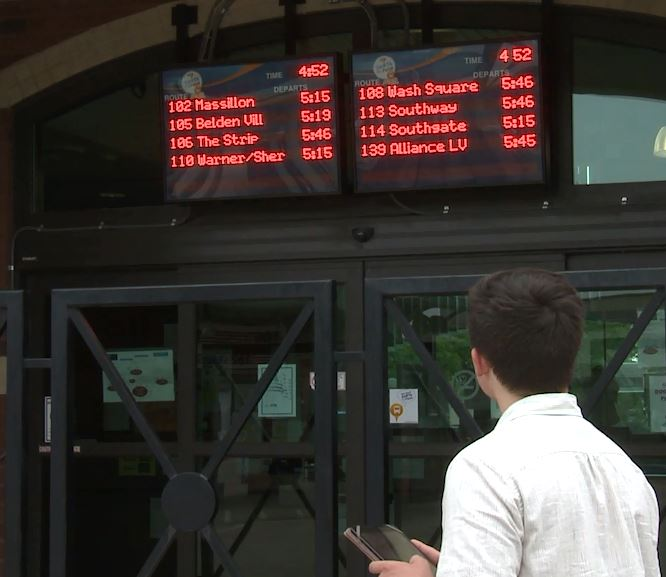 TIME 4:52
ROUTE DEPARTS
102 Massillon 5:15
105 Belden Vill 5:19
106 The Strip 5:46
110 Warner/Sher 5:15
TIME 4 52
ROUTE DEPARTS
108 Wash Square 5:46
113 Southway 5:46
114 Southgate 5:15
139 Alliance LV 5:45